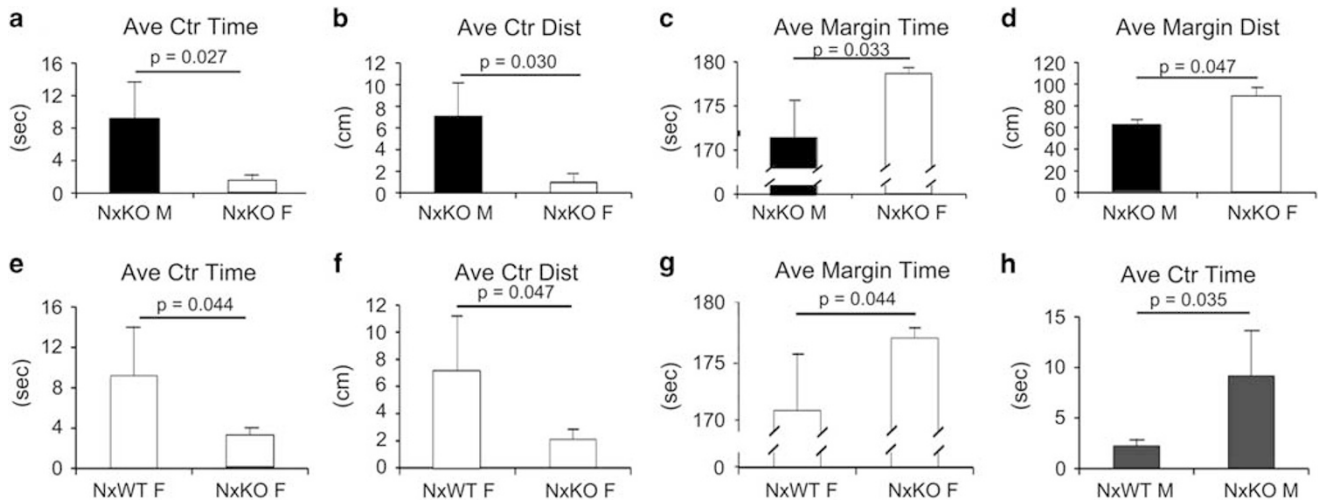 a
Ave Ctr Time
p = 0.027
(sec)
16
12
8
4
0
NxKO M
NxKO F
b
Ave Ctr Dist
p = 0.030
(cm)
12
10
8
6
4
2
0
NxKO M
NxKO F
c
Ave Margin Time
p = 0.033
(sec)
180
175
170
0
NxKO M
NxKO F
d
Ave Margin Dist
p = 0.047
(cm)
120
100
80
60
40
20
0
NxKO M
NxKO F
e
Ave Ctr Time
p = 0.044
(sec)
16
12
8
4
0
NxWT F
NxKO F
f
Ave Ctr Dist
p = 0.047
(cm)
12
10
8
6
4
2
0
NxWT F
NxKO F
g
Ave Margin Time
p = 0.044
(sec)
180
175
170
0
NxWT F
NxKO F
h
Ave Ctr Time
p = 0.035
(sec)
15
10
5
0
NxWT M
NxKO M